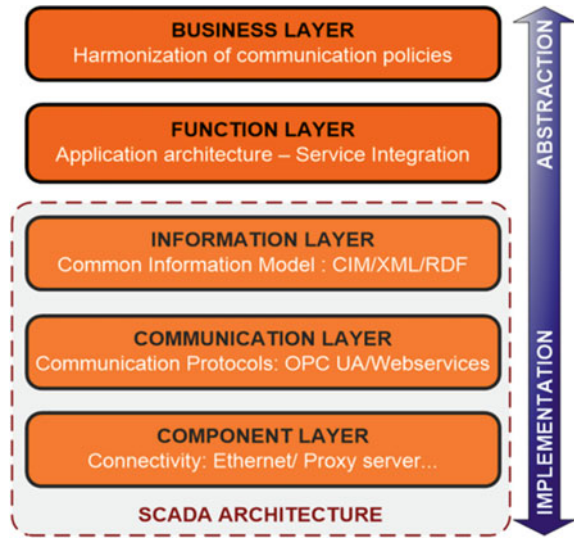 BUSINESS LAYER
Harmonization of communication policies
FUNCTION LAYER
Application architecture – Service Integration
INFORMATION LAYER
Common Information Model : CIM/XML/RDF
COMMUNICATION LAYER
Communication Protocols: OPC UA/Webservices
COMPONENT LAYER
Connectivity: Ethernet/ Proxy server...
SCADA ARCHITECTURE
ABSTRACTION
IMPLEMENTATION